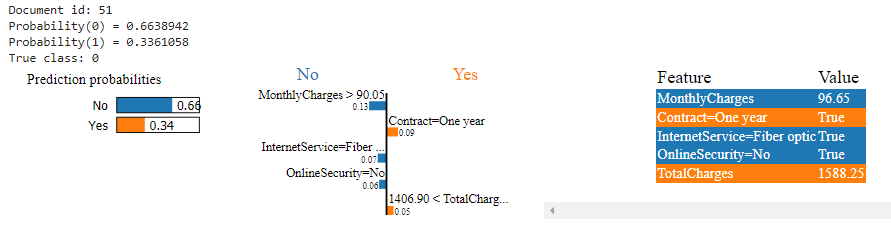 Document id: 51
Probability(0) = 0.6638942
Probability(1) = 0.3361058
True class: 0
Prediction probabilities
No 0.66
Yes 0.34
No Yes
MonthlyCharges > 90.05
0.13
Contract=One year
0.09
InternetService=Fiber ...
0.07
OnlineSecurity=No
0.06
1406.90 < TotalCharg...
0.05
Feature Value
MonthlyCharges 96.65
Contract=One year True
InternetService=Fiber optic True
OnlineSecurity=No True
TotalCharges 1588.25